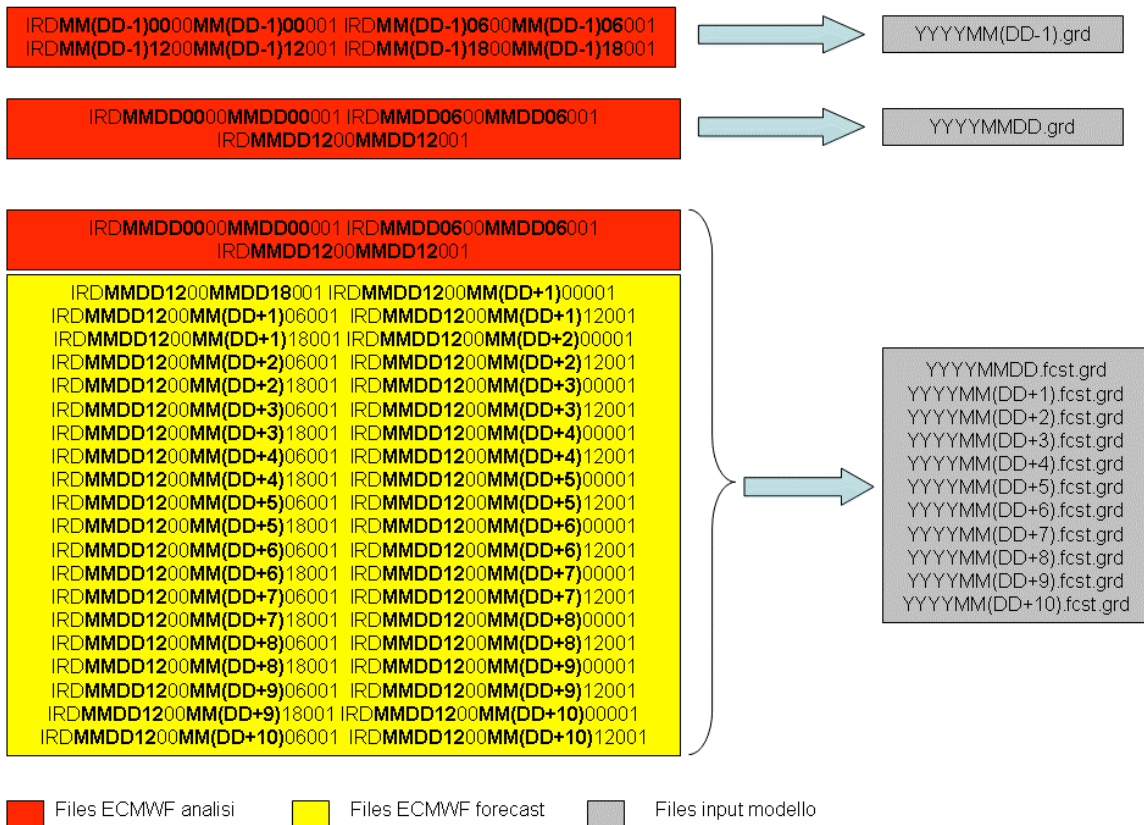 IRDMM(DD-1)0000MM(DD-1)00001 IRDMM(DD-1)0600MM(DD-1)06001
IRDMM(DD-1)1200MM(DD-1)12001 IRDMM(DD-1)1800MM(DD-1)18001
YYYYMM(DD-1).grd
IRDMMDD0000MMDD00001 IRDMMDD0600MMDD06001
IRDMMDD1200MMDD12001
YYYYMMDD.grd
IRDMMDD0000MMDD00001 IRDMMDD0600MMDD06001
IRDMMDD1200MMDD12001
IRDMMDD1200MMDD18001 IRDMMDD1200MM(DD+1)00001
IRDMMDD1200MM(DD+1)06001 IRDMMDD1200MM(DD+1)12001
IRDMMDD1200MM(DD+1)18001 IRDMMDD1200MM(DD+2)00001
IRDMMDD1200MM(DD+2)06001 IRDMMDD1200MM(DD+2)12001
IRDMMDD1200MM(DD+2)18001 IRDMMDD1200MM(DD+3)00001
IRDMMDD1200MM(DD+3)06001 IRDMMDD1200MM(DD+3)12001
IRDMMDD1200MM(DD+3)18001 IRDMMDD1200MM(DD+4)00001
IRDMMDD1200MM(DD+4)06001 IRDMMDD1200MM(DD+4)12001
IRDMMDD1200MM(DD+4)18001 IRDMMDD1200MM(DD+5)00001
IRDMMDD1200MM(DD+5)06001 IRDMMDD1200MM(DD+5)12001
IRDMMDD1200MM(DD+5)18001 IRDMMDD1200MM(DD+6)00001
IRDMMDD1200MM(DD+6)06001 IRDMMDD1200MM(DD+6)12001
IRDMMDD1200MM(DD+6)18001 IRDMMDD1200MM(DD+7)00001
IRDMMDD1200MM(DD+7)06001 IRDMMDD1200MM(DD+7)12001
IRDMMDD1200MM(DD+7)18001 IRDMMDD1200MM(DD+8)00001
IRDMMDD1200MM(DD+8)06001 IRDMMDD1200MM(DD+8)12001
IRDMMDD1200MM(DD+8)18001 IRDMMDD1200MM(DD+9)00001
IRDMMDD1200MM(DD+9)06001 IRDMMDD1200MM(DD+9)12001
IRDMMDD1200MM(DD+9)18001 IRDMMDD1200MM(DD+10)00001
IRDMMDD1200MM(DD+10)06001 IRDMMDD1200MM(DD+10)12001
YYYYMMDD.fcst.grd
YYYYMM(DD+1).fcst.grd
YYYYMM(DD+2).fcst.grd
YYYYMM(DD+3).fcst.grd
YYYYMM(DD+4).fcst.grd
YYYYMM(DD+5).fcst.grd
YYYYMM(DD+6).fcst.grd
YYYYMM(DD+7).fcst.grd
YYYYMM(DD+8).fcst.grd
YYYYMM(DD+9).fcst.grd
YYYYMM(DD+10).fcst.grd
Files ECMWF analisi
Files ECMWF forecast
Files input modello